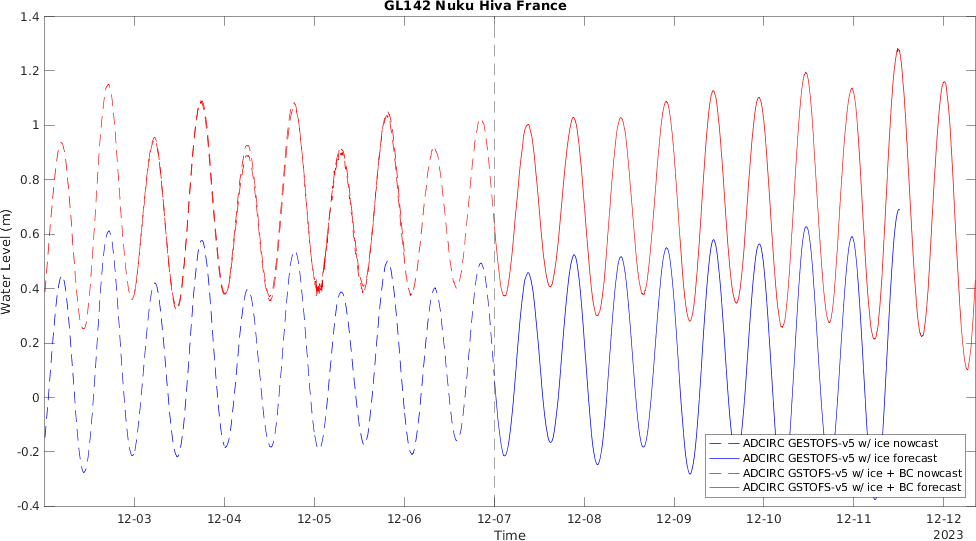 GL142 Nuku Hiva France
1.4
1.2
1
0.8
0.6
0.4
0.2
0
-0.2
-0.4
Water Level (m)
ADCIRC GESTOFS-v5 w/ ice nowcast
ADCIRC GESTOFS-v5 w/ ice forecast
ADCIRC GSTOFS-v5 w/ ice + BC nowcast
ADCIRC GSTOFS-v5 w/ ice + BC forecast
12-03 12-04 12-05 12-06 12-07 12-08 12-09 12-10 12-11 12-12
Time 2023